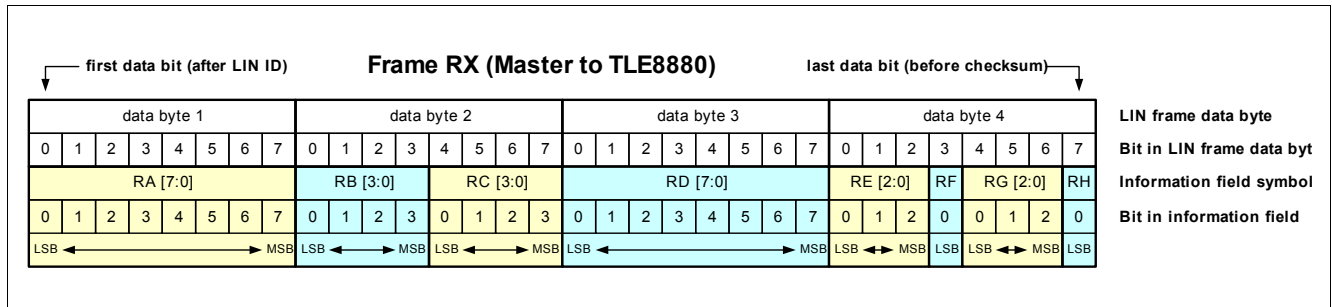 first data bit (after LIN ID) Frame RX (Master to TLE8880) last data bit (before checksum)
data byte 1 data byte 2 data byte 3 data byte 4 LIN frame data byte
0 1 2 3 4 5 6 7 0 1 2 3 4 5 6 7 0 1 2 3 4 5 6 7 0 1 2 3 4 5 6 7 Bit in LIN frame data byt
RA [7:0] RB [3:0] RC [3:0] RD [7:0] RE [2:0] RF RG [2:0] RH Information field symbol
0 1 2 3 4 5 6 7 0 1 2 3 0 1 2 3 0 1 2 3 4 5 6 7 0 1 2 0 0 1 2 0 Bit in information field
LSB MSB LSB MSB LSB MSB LSB MSB LSB MSB LSB LSB MSB LSB